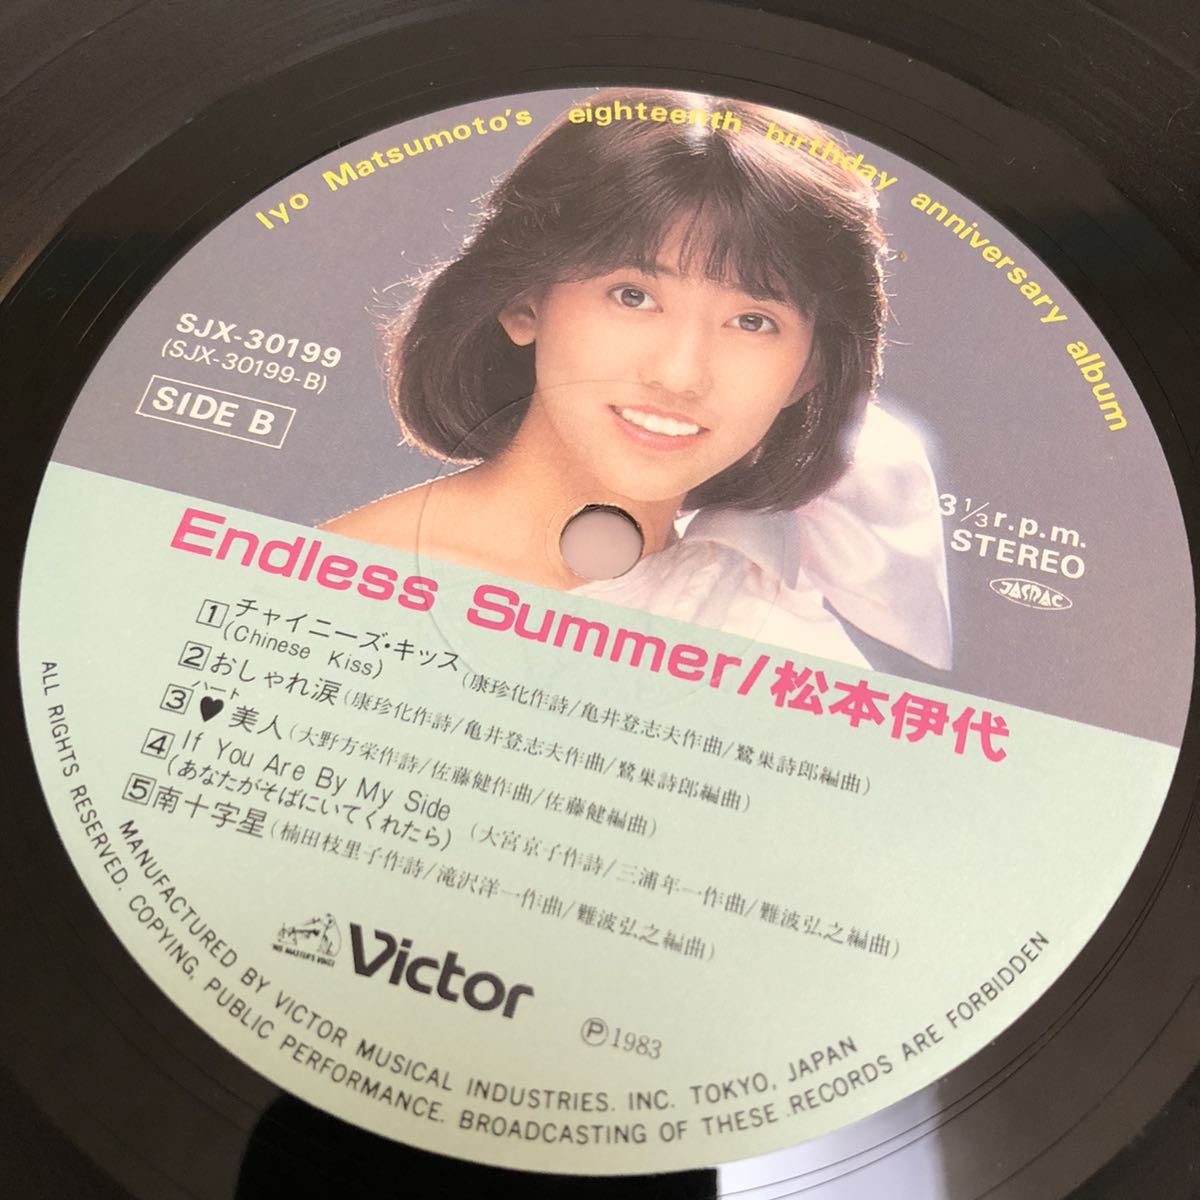 Iyo Matsumoto's eighteenth birthday anniversary album
SJX-30199
(SJX-30199-B)
SIDE B
33 1/3 r.p.m.
STEREO
JASRAC
Endless Summer/松本伊代
1 チャイニーズ・キッス
(Chinese Kiss) (康珍化作詩/亀井登志夫作曲/鷺巣詩郎編曲)
2 おしゃれ涙 (康珍化作詩/亀井登志夫作曲/鷺巣詩郎編曲)
ハート
3 ♥美人 (大野方栄作詩/佐藤健作曲/佐藤健編曲)
4 If You Are By My Side
(あなたがそばにいてくれたら) (大宮京子作詩/三浦年一作曲/難波弘之編曲)
5 南十字星 (楠田枝里子作詩/滝沢洋一作曲/難波弘之編曲)
HIS MASTER'S VOICE
Victor
Ⓟ1983
MANUFACTURED BY VICTOR MUSICAL INDUSTRIES. INC. TOKYO, JAPAN
ALL RIGHTS RESERVED. COPYING, PUBLIC PERFORMANCE. BROADCASTING OF THESE RECORDS ARE FORBIDDEN